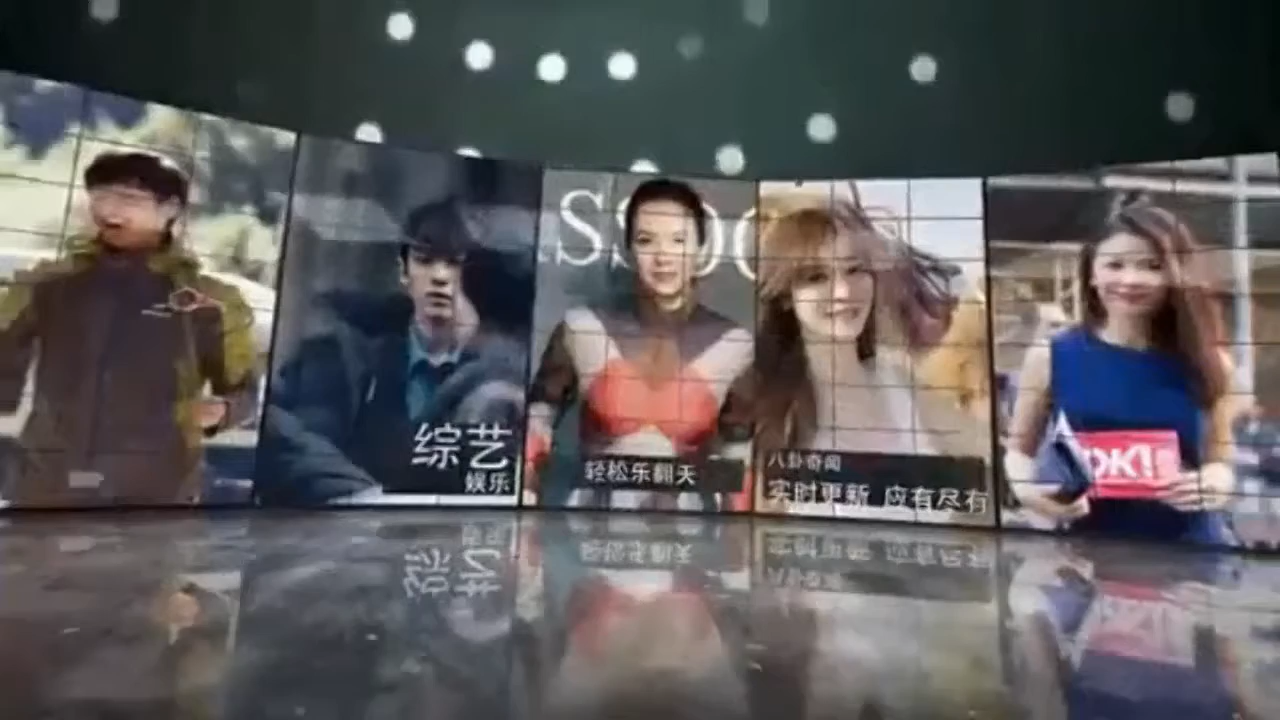 综艺
娱乐
轻松乐翻天
八卦奇闻
实时更新 应有尽有
OK!